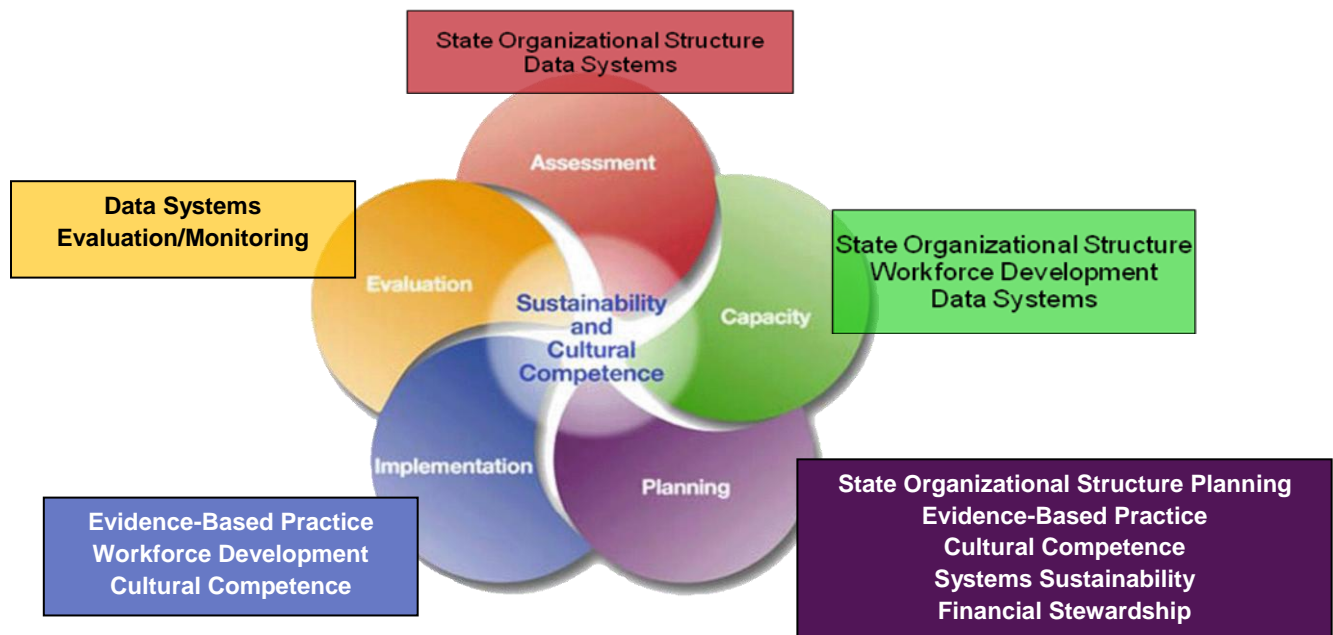 State Organizational Structure
Data Systems
Assessment
Data Systems
Evaluation/Monitoring
Evaluation
State Organizational Structure
Workforce Development
Data Systems
Capacity
Sustainability
and
Cultural
Competence
Implementation
Planning
Evidence-Based Practice
Workforce Development
Cultural Competence
State Organizational Structure Planning
Evidence-Based Practice
Cultural Competence
Systems Sustainability
Financial Stewardship